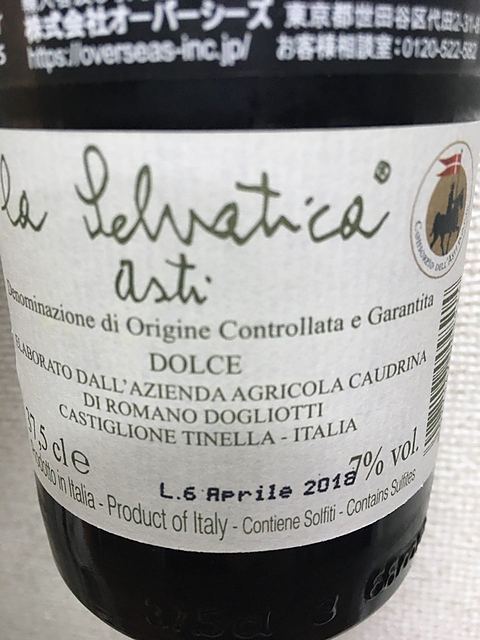 株式会社オーバーシーズ 東京都世田谷区代田2-31-
https://overseas-inc.jp/ お客様相談室:0120-522-582
la Selvatica®
asti
Denominazione di Origine Controllata e Garantita
DOLCE
ELABORATO DALL'AZIENDA AGRICOLA CAUDRINA
DI ROMANO DOGLIOTTI
CASTIGLIONE TINELLA - ITALIA
37,5 cl e
7% vol.
L.6 Aprile 2018
Prodotto in Italia - Product of Italy - Contiene Solfiti - Contains Sulfites
375cl 3